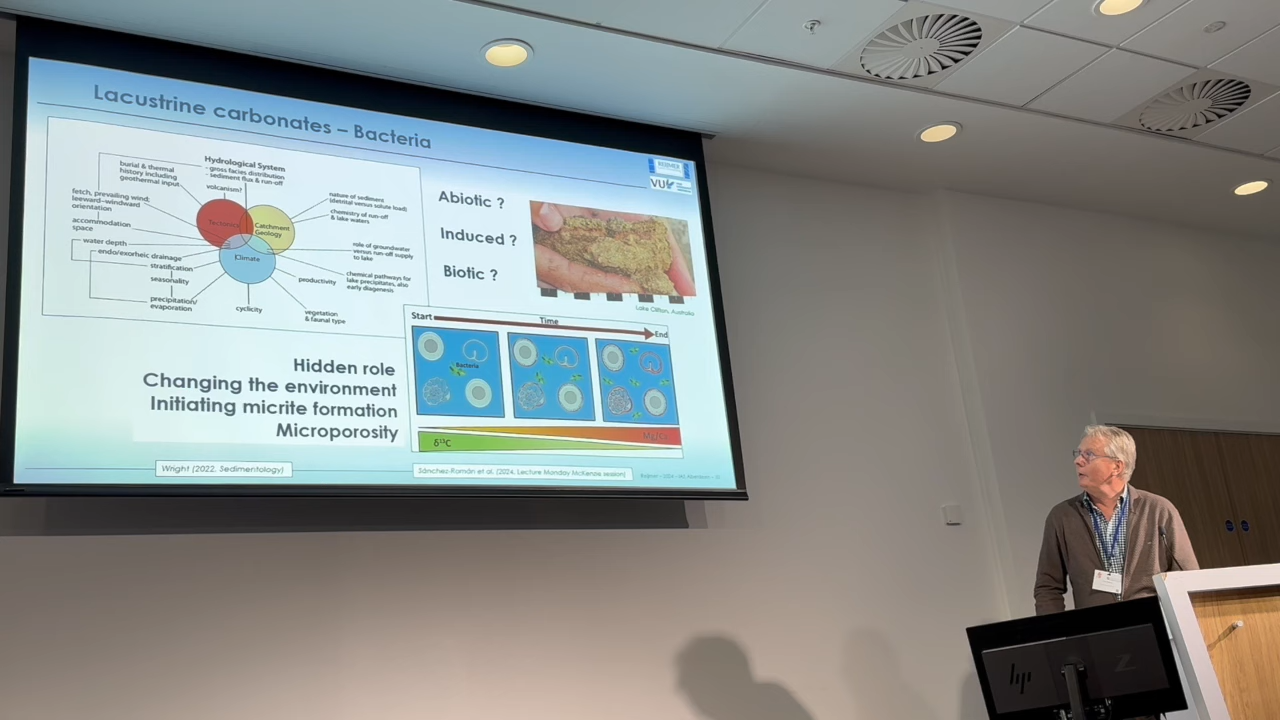 Lacustrine carbonates – Bacteria
Hydrological System
- gross facies distribution
- sediment flux & run-off
burial & thermal
history including
geothermal input
volcanism?
fetch, prevailing wind;
leeward–windward
orientation
accommodation
space
water depth
endo/exorheic drainage
stratification
seasonality
precipitation/
evaporation
cyclicity
vegetation
& faunal type
productivity
chemical pathways for
lake precipitates, also
early diagenesis
role of groundwater
versus run-off supply
to lake
chemistry of run-off
& lake waters
nature of sediment
(detrital versus solute load)
Tectonics
Catchment
Geology
Climate
Abiotic ?
Induced ?
Biotic ?
VU
Lake Clifton, Australia
Start
Time
End
Bacteria
δ¹³C
Hidden role
Changing the environment
Initiating micrite formation
Microporosity
Wright (2022, Sedimentology)
Sánchez-Román et al. (2024, Lecture Monday McKenzie session)
hp
Z